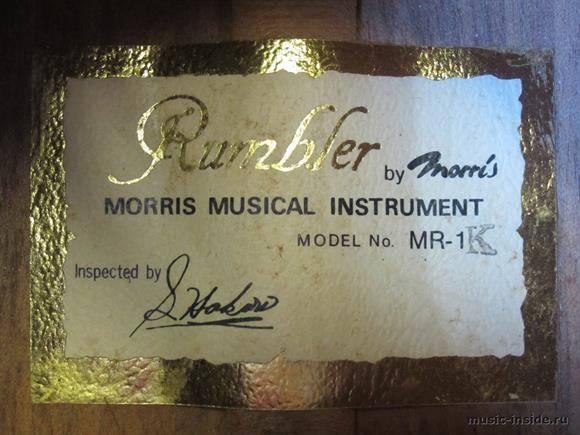 Rumbler by Morris
MORRIS MUSICAL INSTRUMENT
MODEL No. MR-1K
Inspected by
music-inside.ru